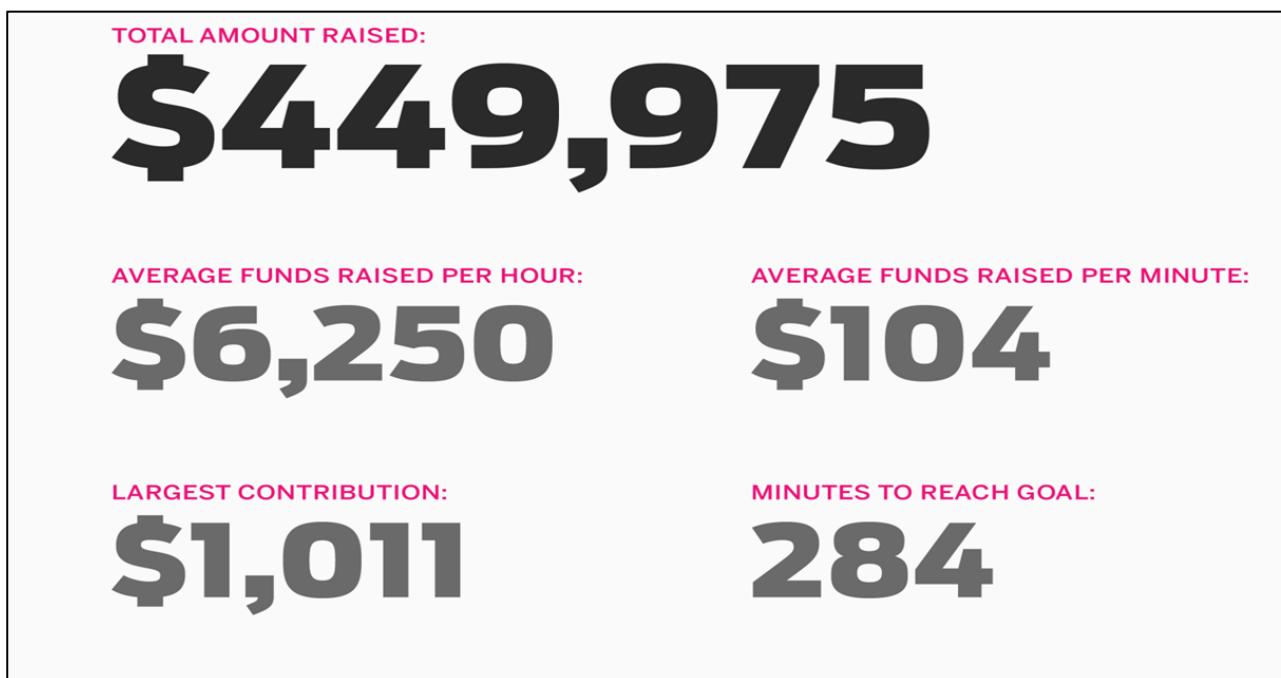 TOTAL AMOUNT RAISED:
$449,975
AVERAGE FUNDS RAISED PER HOUR:
$6,250
AVERAGE FUNDS RAISED PER MINUTE:
$104
LARGEST CONTRIBUTION:
$1,011
MINUTES TO REACH GOAL:
284